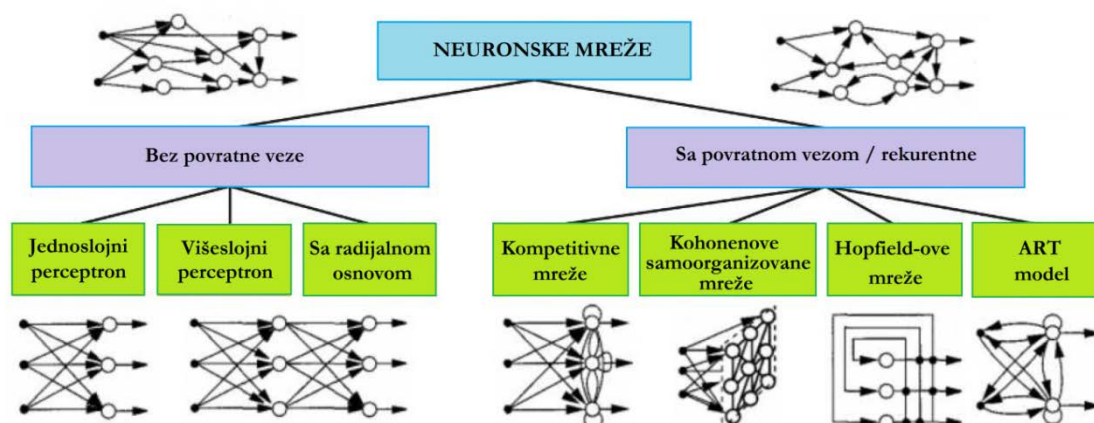 NEURONSKE MREŽE
Bez povratne veze
Sa povratnom vezom / rekurentne
Jednoslojni
perceptron
Višeslojni
perceptron
Sa radijalnom
osnovom
Kompetitivne
mreže
Kohonenove
samoorganizovane
mreže
Hopfield-ove
mreže
ART
model